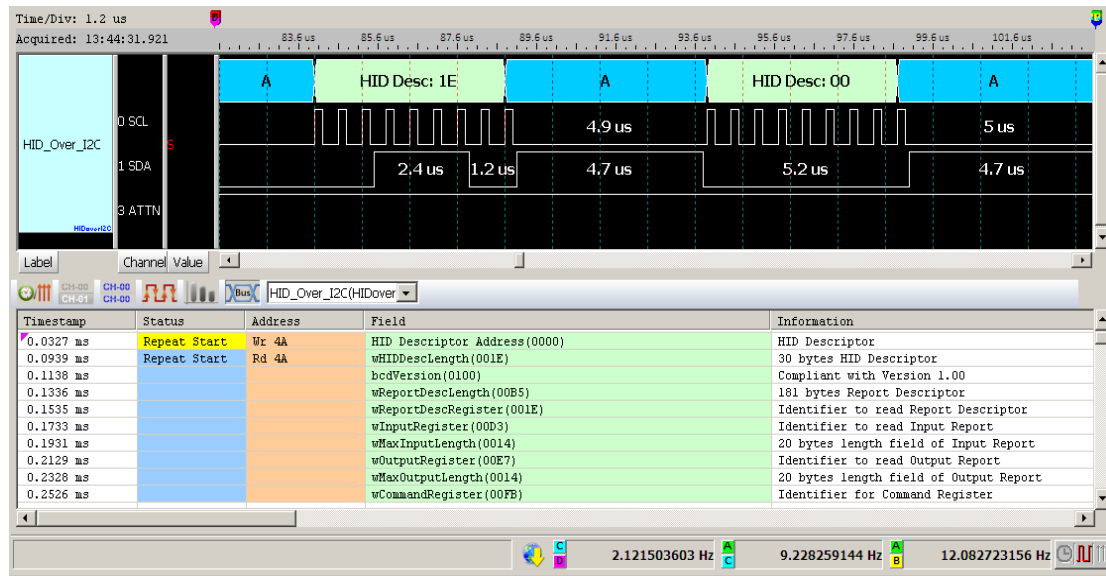 Time/Div: 1.2 us
Acquired: 13:44:31.921
83.6 us 85.6 us 87.6 us 89.6 us 91.6 us 93.6 us 95.6 us 97.6 us 99.6 us 101.6 us
A HID Desc: 1E A HID Desc: 00 A
0 SCL 4.9 us 5 us
HID_Over_I2C S
1 SDA 2.4 us 1.2 us 4.7 us 5.2 us 4.7 us
3 ATTN
HIDoverI2C
Label Channel Value
CH-00 CH-00 Bus HID_Over_I2C(HIDover
CH-01 CH-00
Timestamp Status Address Field Information
0.0327 ms Repeat Start Wr 4A HID Descriptor Address(0000) HID Descriptor
0.0939 ms Repeat Start Rd 4A wHIDDescLength(001E) 30 bytes HID Descriptor
0.1138 ms bcdVersion(0100) Compliant with Version 1.00
0.1336 ms wReportDescLength(00B5) 181 bytes Report Descriptor
0.1535 ms wReportDescRegister(001E) Identifier to read Report Descriptor
0.1733 ms wInputRegister(00D3) Identifier to read Input Report
0.1931 ms wMaxInputLength(0014) 20 bytes length field of Input Report
0.2129 ms wOutputRegister(00E7) Identifier to read Output Report
0.2328 ms wMaxOutputLength(0014) 20 bytes length field of Output Report
0.2526 ms wCommandRegister(00FB) Identifier for Command Register
C D 2.121503603 Hz A C 9.228259144 Hz A B 12.082723156 Hz